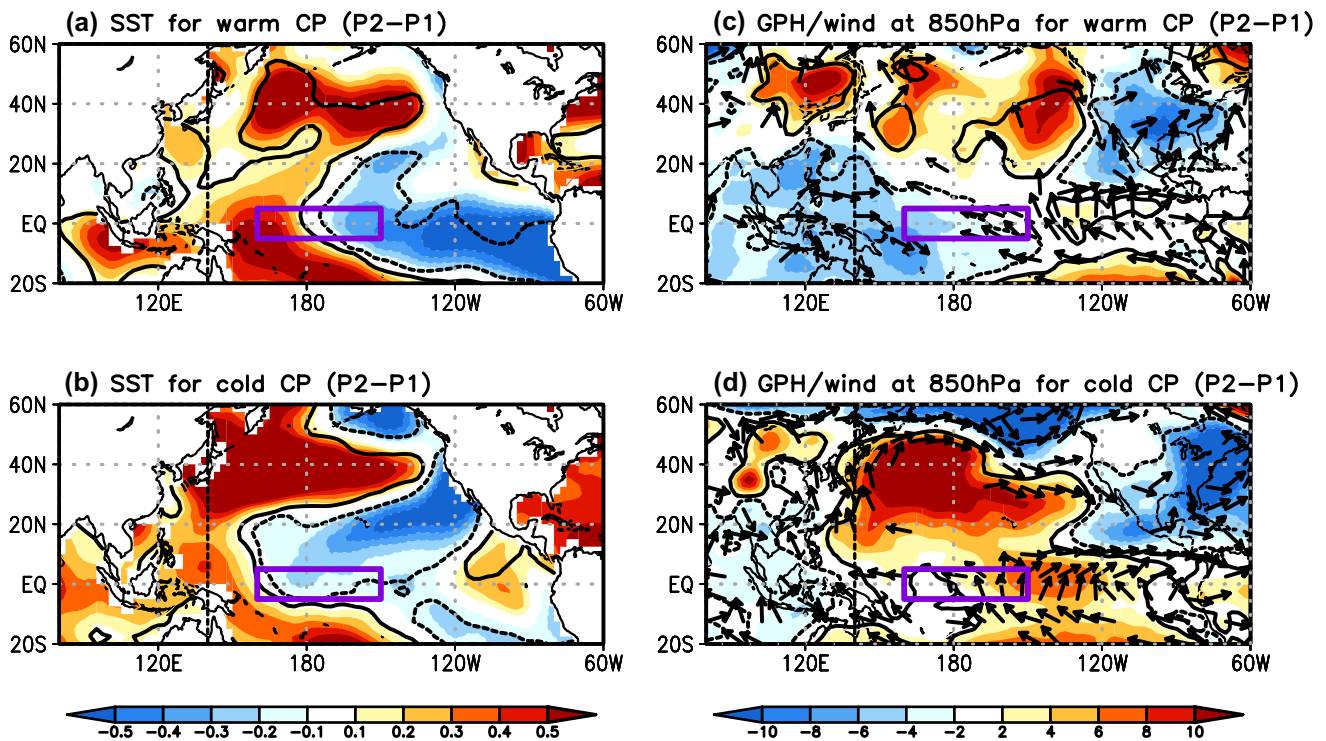 (a) SST for warm CP (P2-P1)
60N
40N
20N
EQ
20S
120E 180 120W 60W
(c) GPH/wind at 850hPa for warm CP (P2-P1)
60N
40N
20N
EQ
20S
120E 180 120W 60W
(b) SST for cold CP (P2-P1)
60N
40N
20N
EQ
20S
120E 180 120W 60W
(d) GPH/wind at 850hPa for cold CP (P2-P1)
60N
40N
20N
EQ
20S
120E 180 120W 60W
-0.5 -0.4 -0.3 -0.2 -0.1 0.1 0.2 0.3 0.4 0.5
-10 -8 -6 -4 -2 2 4 6 8 10